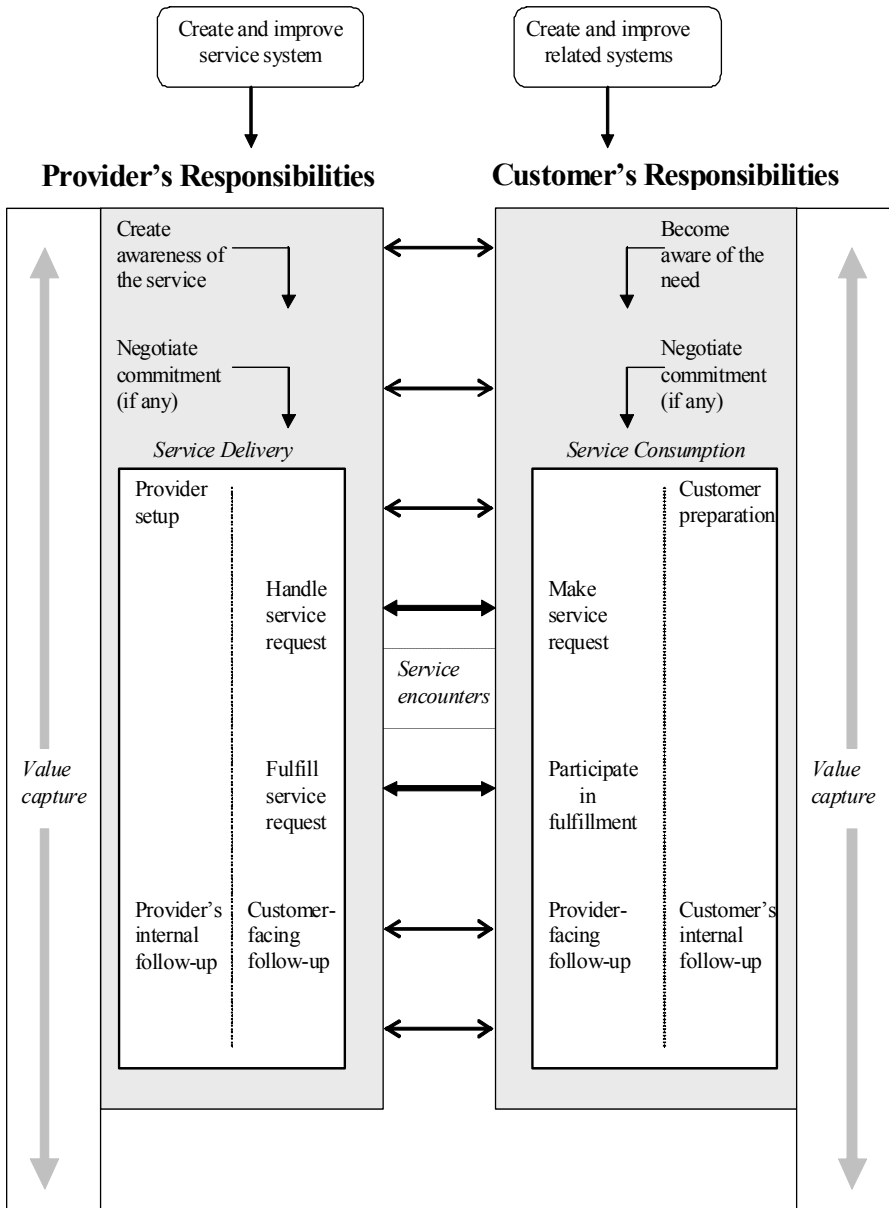 Create and improve
service system
Create and improve
related systems
Provider’s Responsibilities
Customer’s Responsibilities
Create
awareness of
the service
Become
aware of the
need
Negotiate
commitment
(if any)
Negotiate
commitment
(if any)
Service Delivery
Service Consumption
Provider
setup
Customer
preparation
Handle
service
request
Make
service
request
Service
encounters
Value
capture
Fulfill
service
request
Participate
in
fulfillment
Value
capture
Provider’s
internal
follow-up
Customer-
facing
follow-up
Provider-
facing
follow-up
Customer’s
internal
follow-up